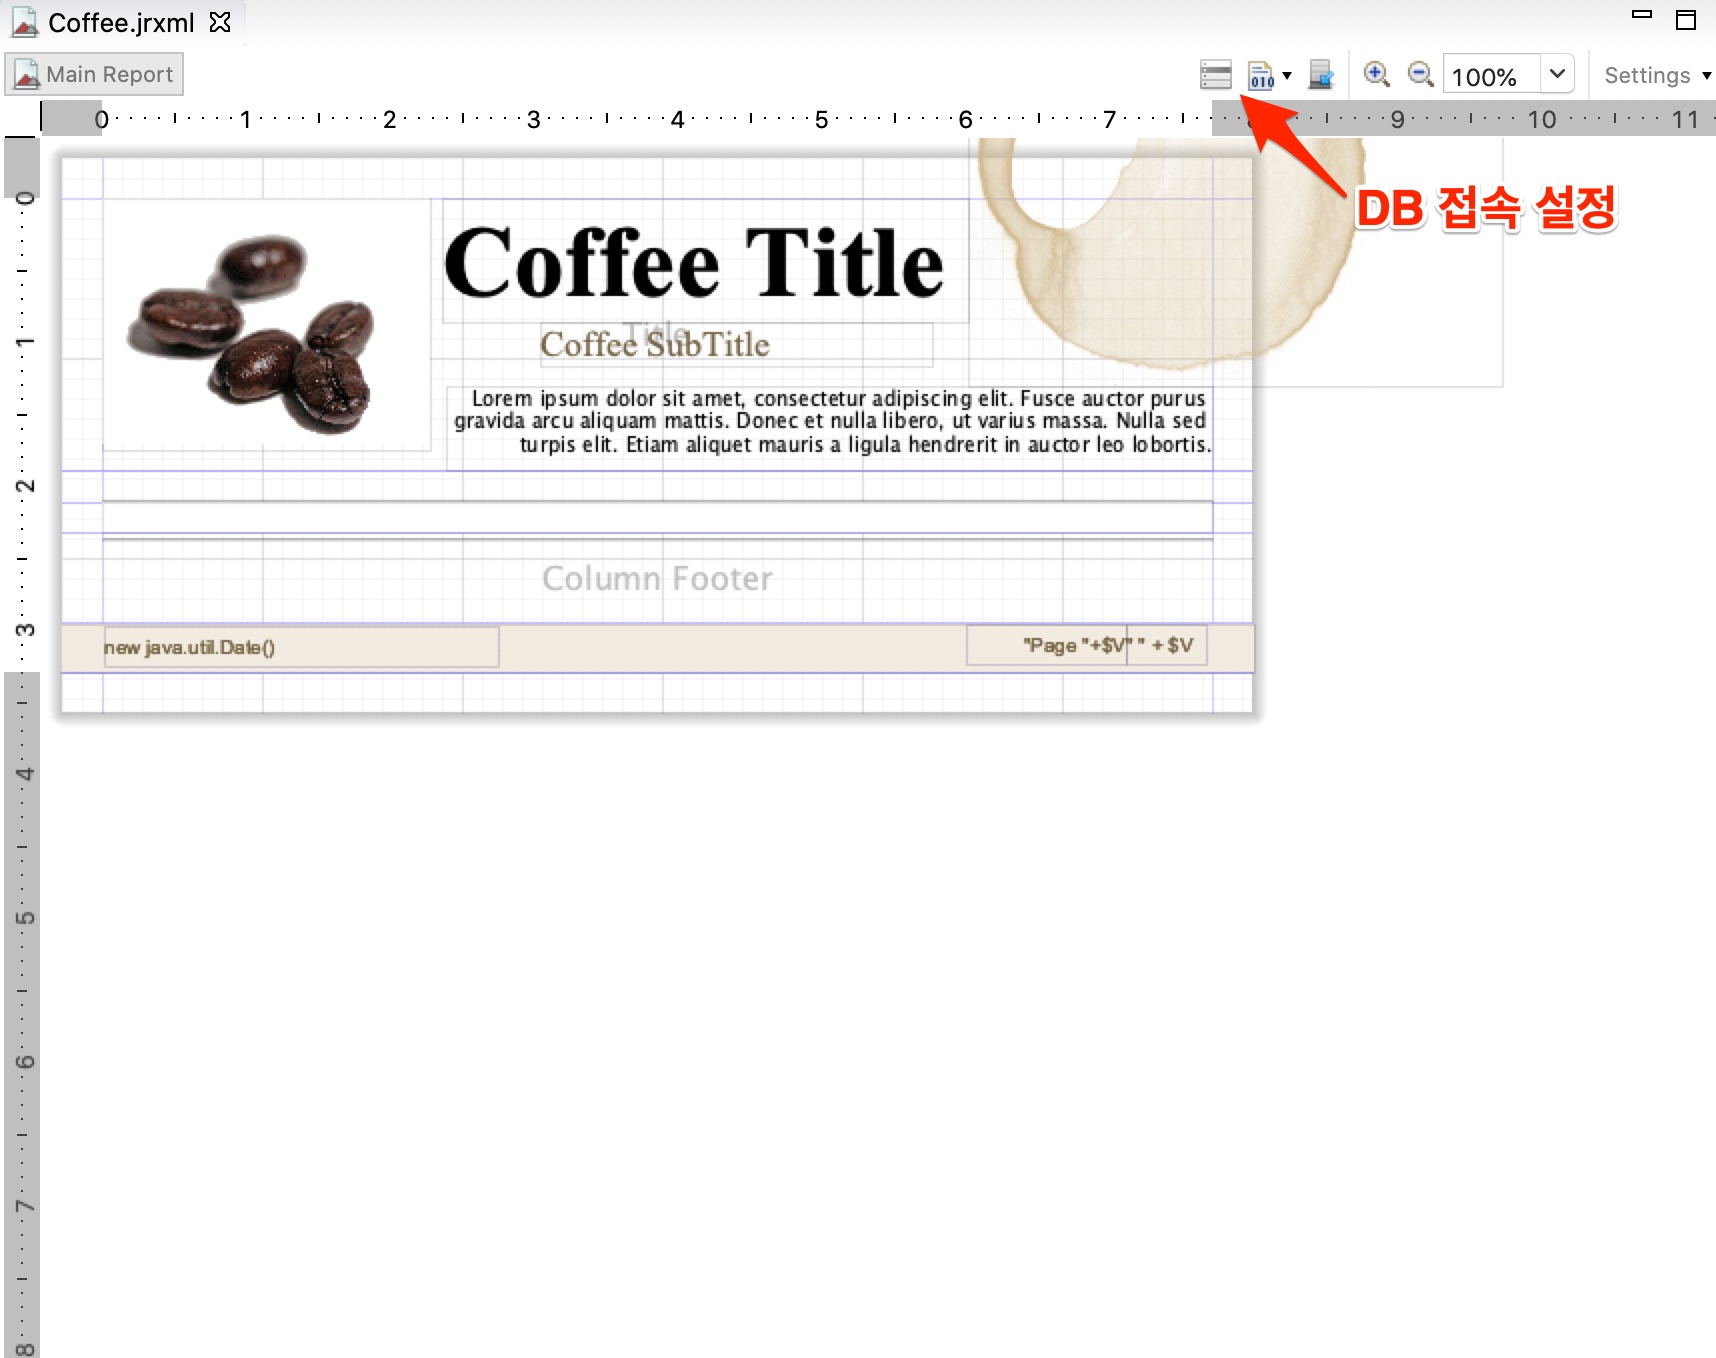 Coffee.jrxml
Main Report
010
100%
Settings
0 1 2 3 4 5 6 7 8 9 10 11
DB 접속 설정
Coffee Title
Title
Coffee SubTitle
Lorem ipsum dolor sit amet, consectetur adipiscing elit. Fusce auctor purus
gravida arcu aliquam mattis. Donec et nulla libero, ut varius massa. Nulla sed
turpis elit. Etiam aliquet mauris a ligula hendrerit in auctor leo lobortis.
Column Footer
new java.util.Date()
"Page "+$V" " + $V
0
1
2
3
4
5
6
7
8